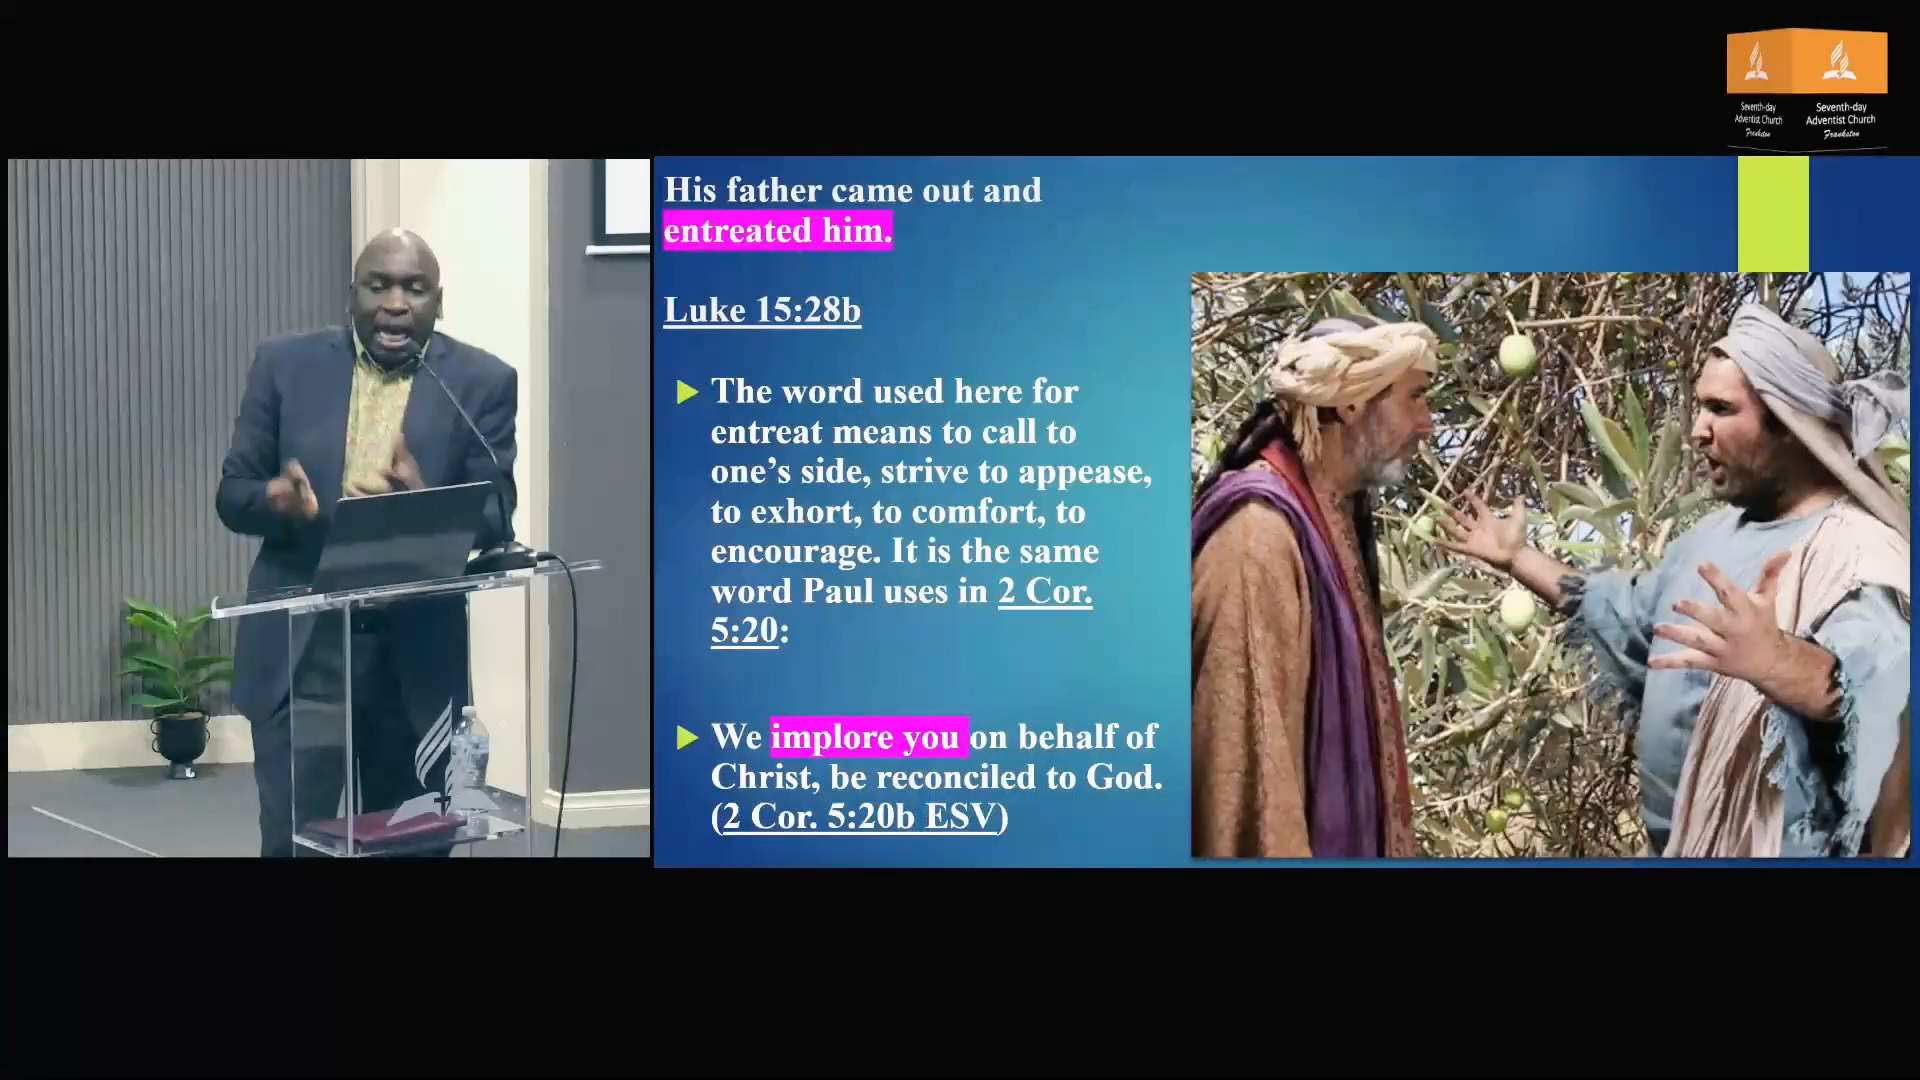 Seventh-day
Adventist Church
Frankston
Seventh-day
Adventist Church
Frankston
His father came out and
entreated him.
Luke 15:28b
The word used here for
entreat means to call to
one’s side, strive to appease,
to exhort, to comfort, to
encourage. It is the same
word Paul uses in 2 Cor.
5:20:
We implore you on behalf of
Christ, be reconciled to God.
(2 Cor. 5:20b ESV)